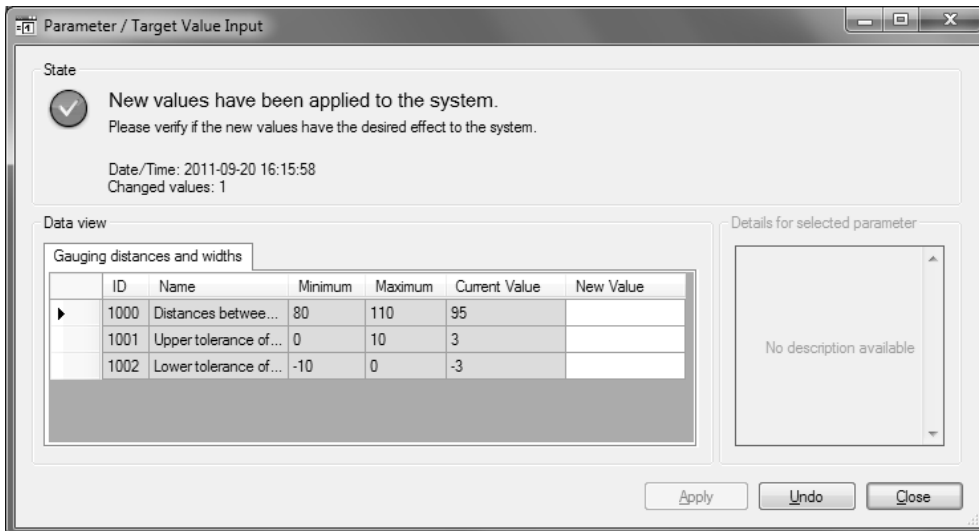 Parameter / Target Value Input
State
New values have been applied to the system.
Please verify if the new values have the desired effect to the system.
Date/Time: 2011-09-20 16:15:58
Changed values: 1
Data view
Details for selected parameter
Gauging distances and widths
ID Name Minimum Maximum Current Value New Value
1000 Distances betwee... 80 110 95
1001 Upper tolerance of... 0 10 3
1002 Lower tolerance of... -10 0 -3
No description available
Apply Undo Close